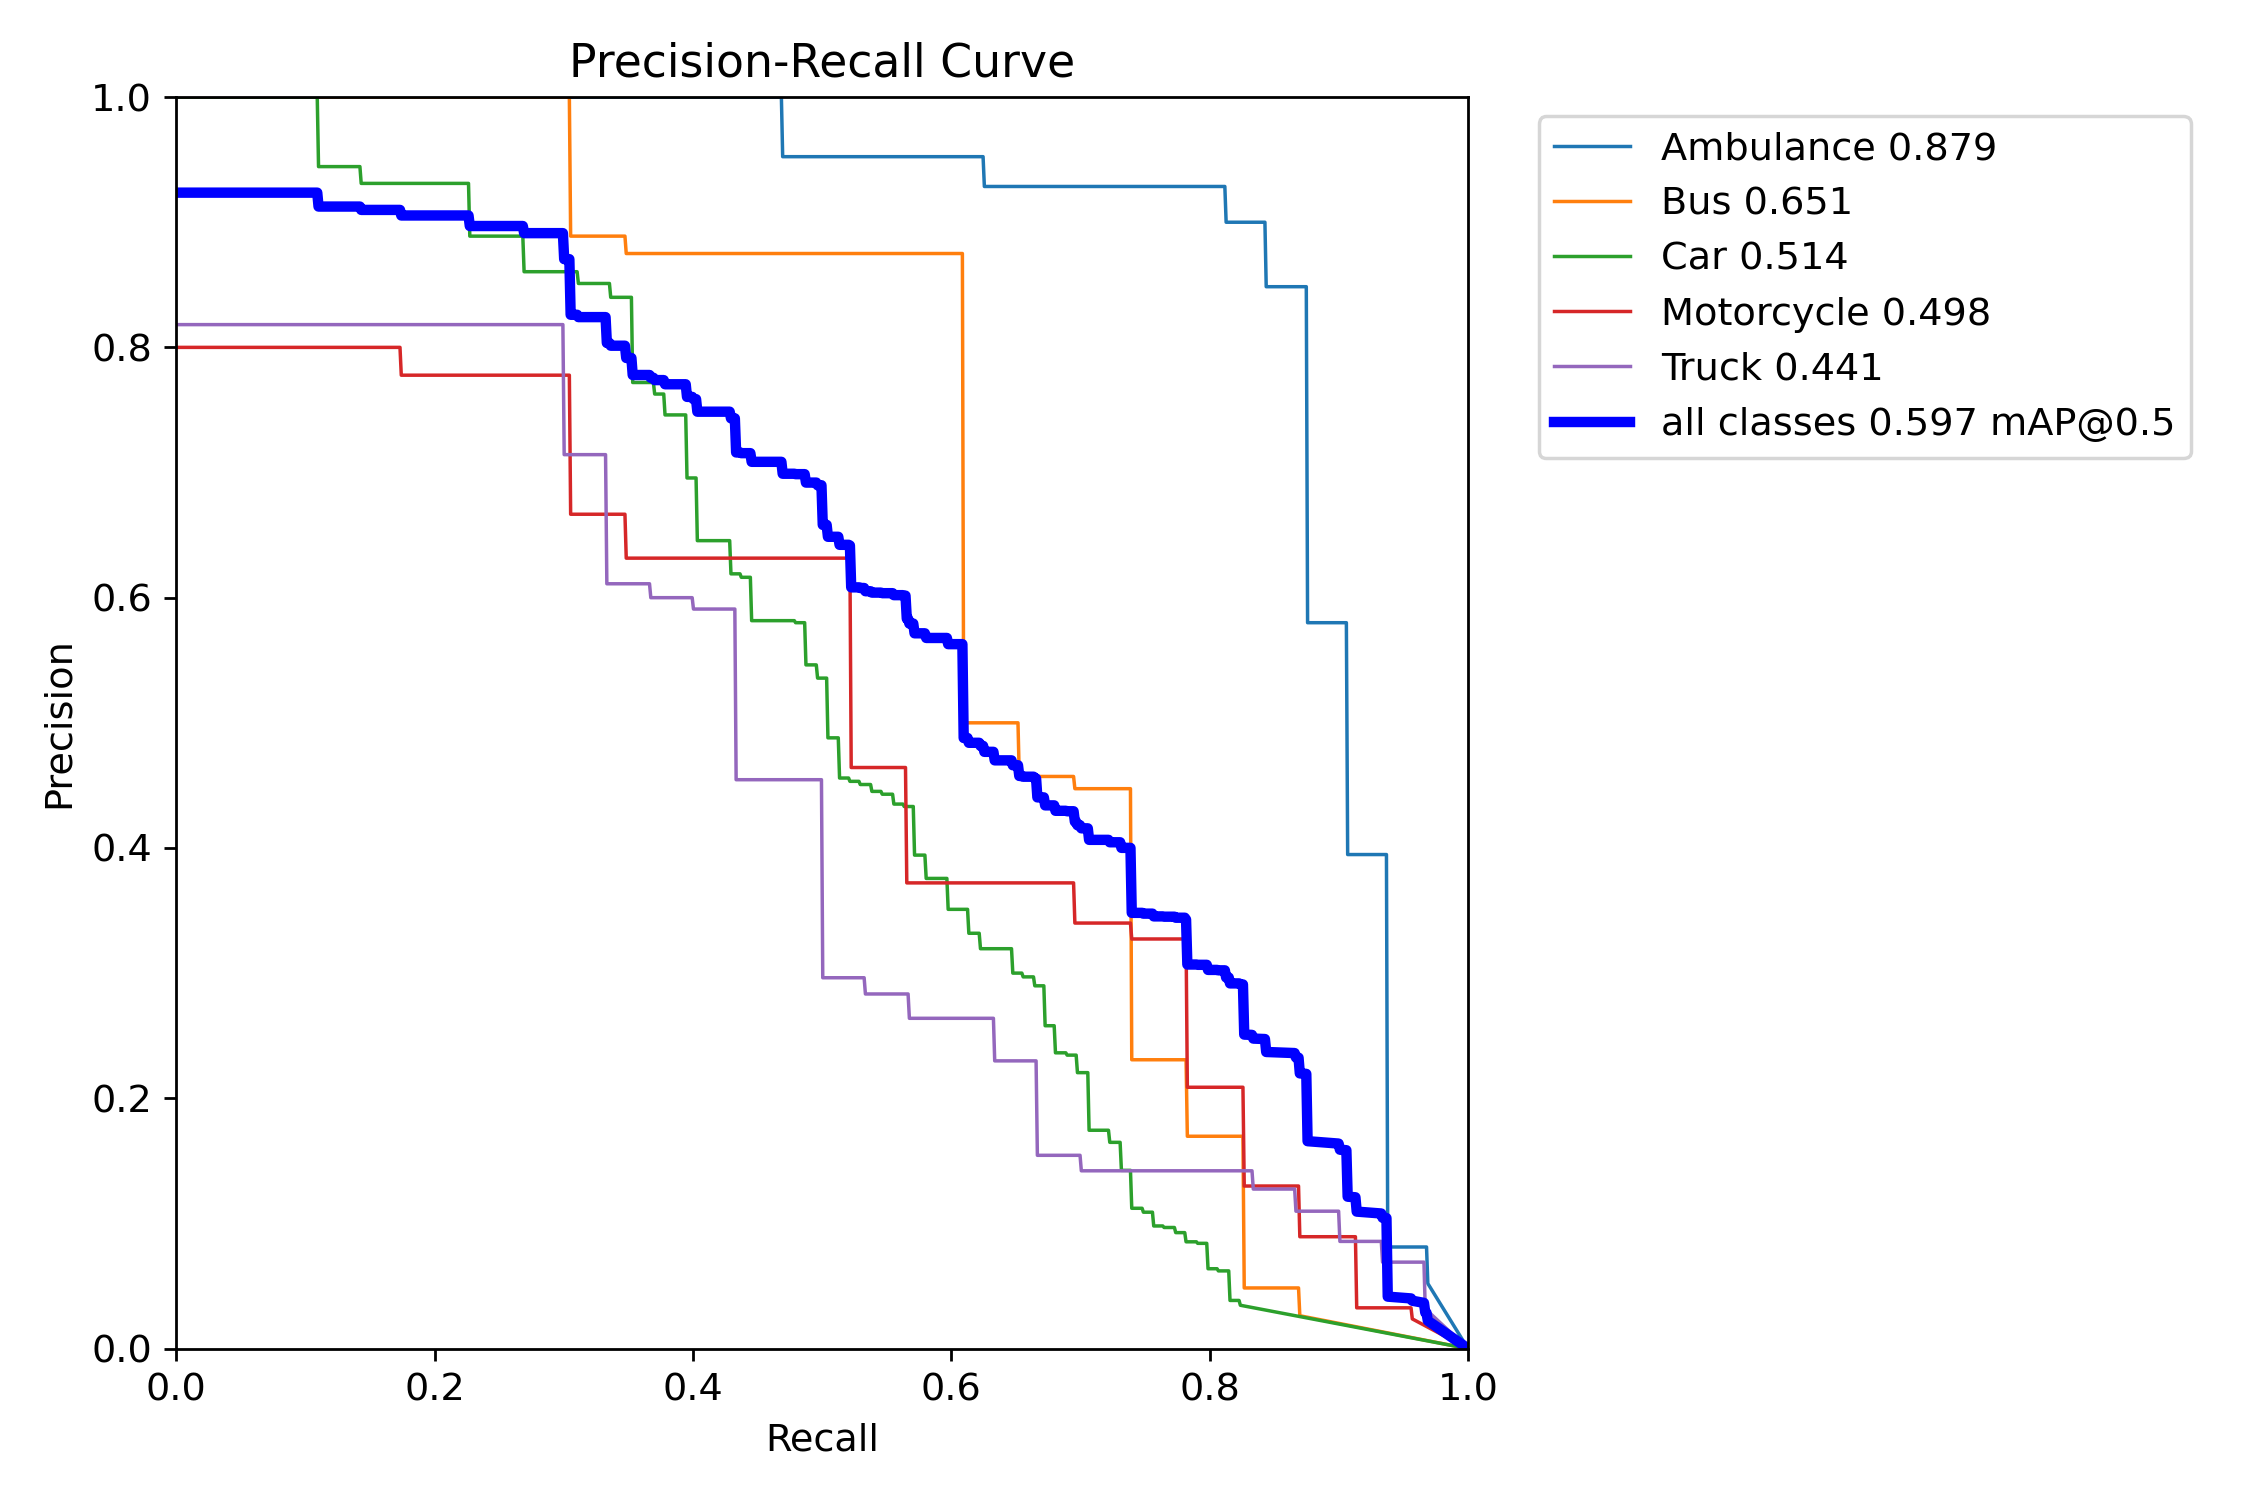 Precision-Recall Curve
1.0
0.8
0.6
0.4
0.2
0.0
Precision
0.0 0.2 0.4 0.6 0.8 1.0
Recall
Ambulance 0.879
Bus 0.651
Car 0.514
Motorcycle 0.498
Truck 0.441
all classes 0.597 mAP@0.5